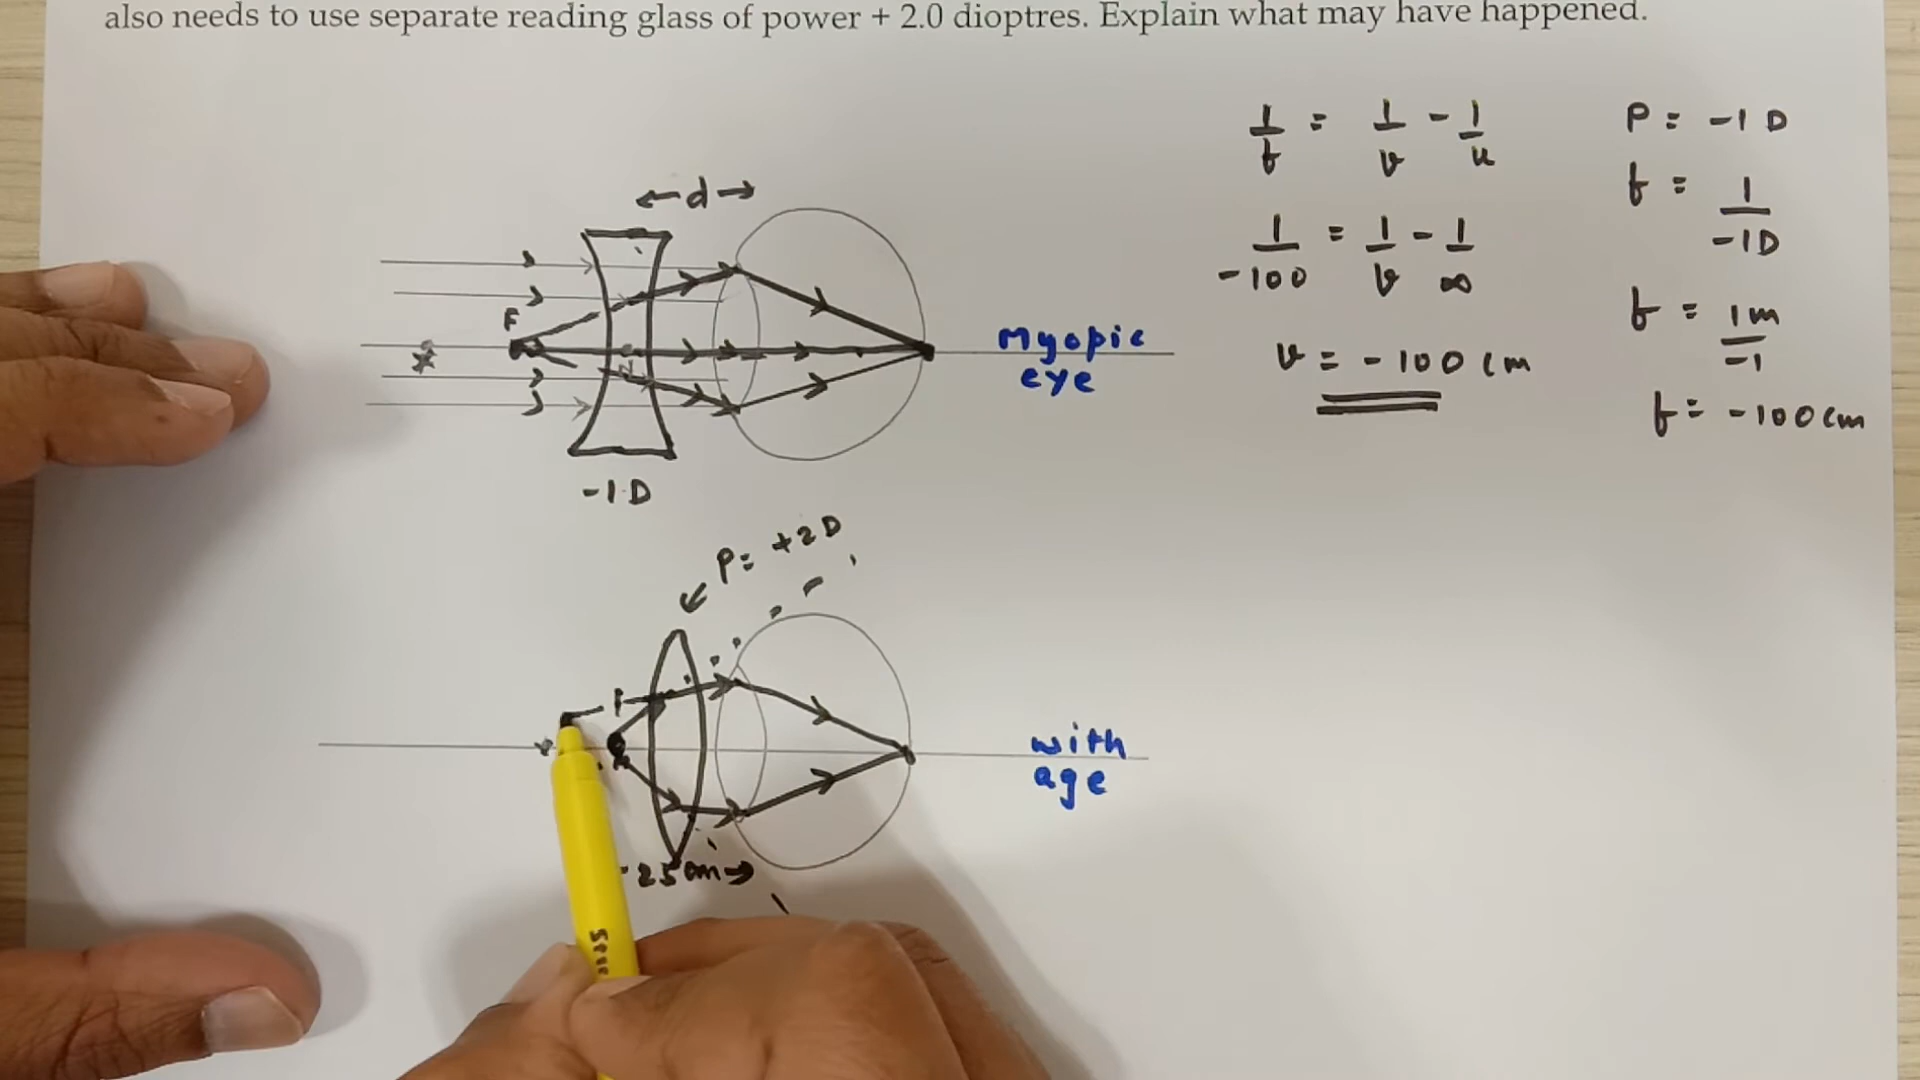 also needs to use separate reading glass of power + 2.0 dioptres. Explain what may have happened.
1/f = 1/v - 1/u
P = -1 D
f = 1/-1D
1/-100 = 1/v - 1/∞
f = 1m/-1
v = -100 cm
f = -100 cm
d
F
Myopic
eye
-1 D
P = +2D
with
age
25 cm